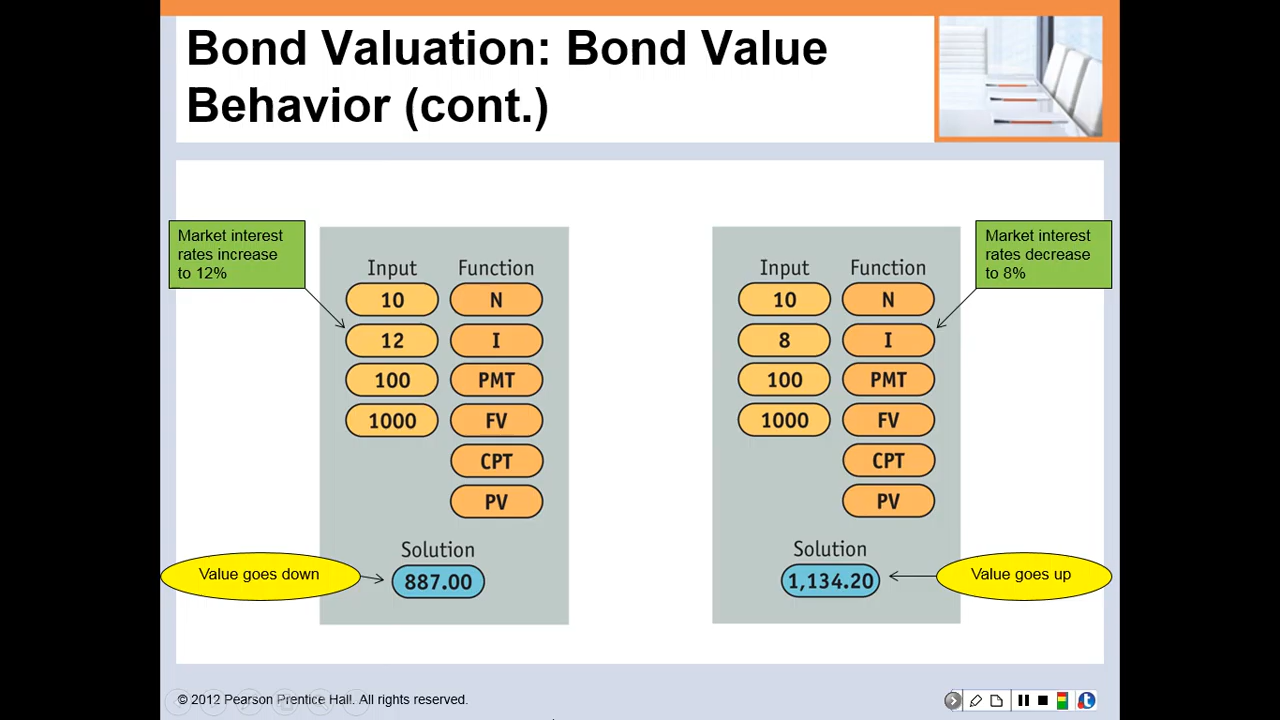 Bond Valuation: Bond Value
Behavior (cont.)
Market interest
rates increase
to 12%
Input Function
10 N
12 I
100 PMT
1000 FV
CPT
PV
Solution
887.00
Value goes down
Market interest
rates decrease
to 8%
Input Function
10 N
8 I
100 PMT
1000 FV
CPT
PV
Solution
1,134.20
Value goes up
© 2012 Pearson Prentice Hall. All rights reserved.
t